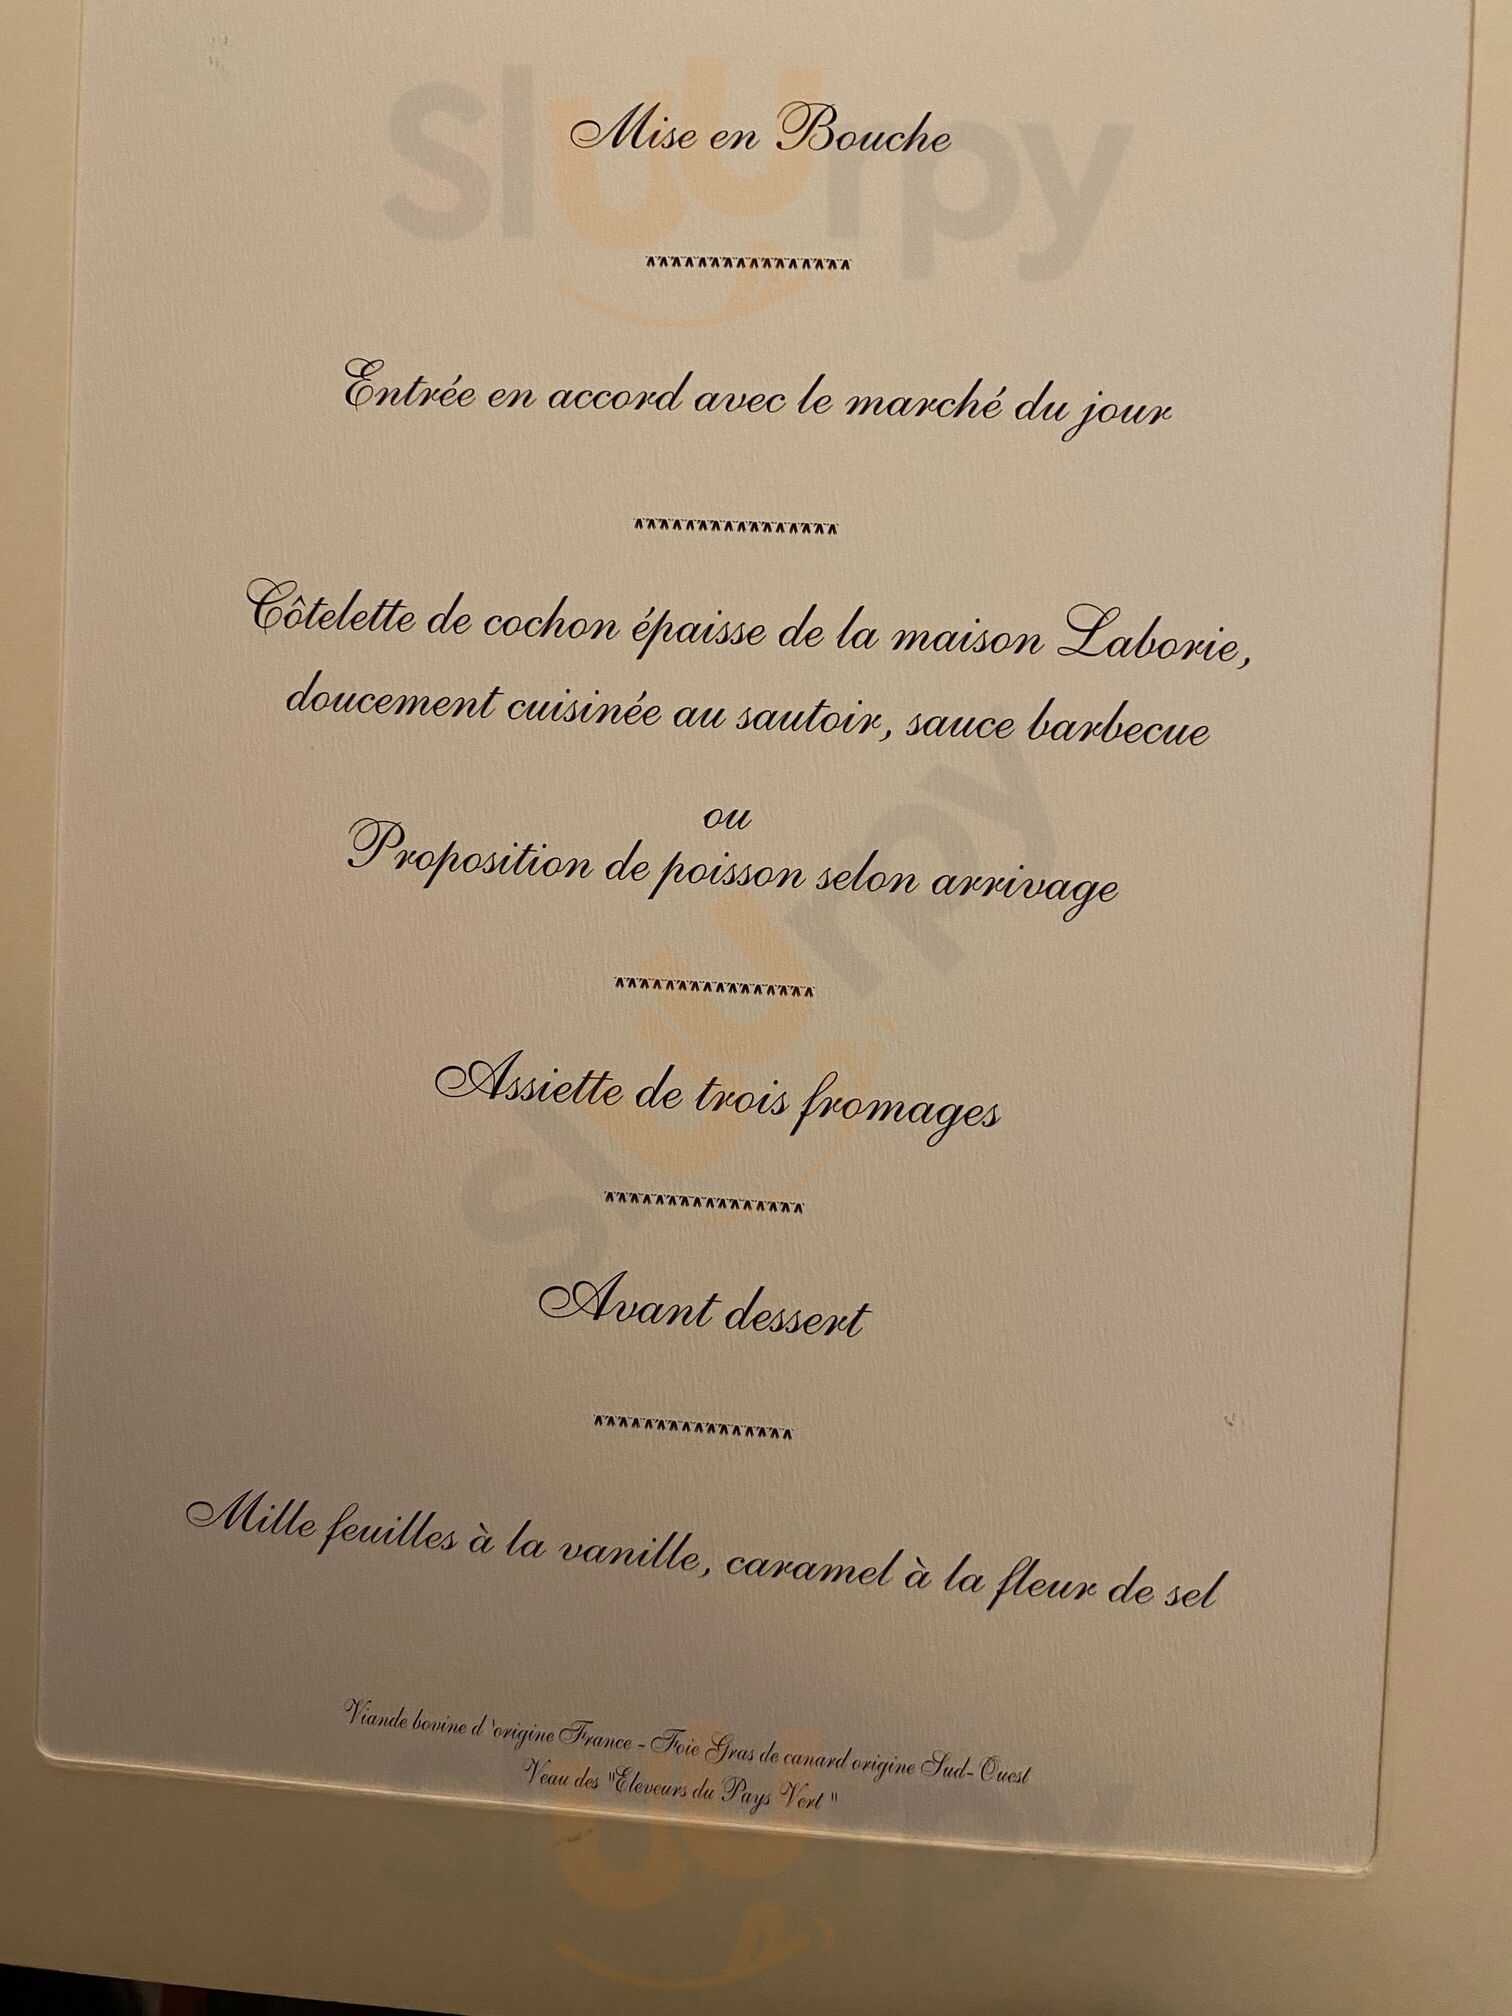 Mise en Bouche
Entrée en accord avec le marché du jour
Côtelette de cochon épaisse de la maison Laborie,
doucement cuisinée au sautoir, sauce barbecue
ou
Proposition de poisson selon arrivage
Assiette de trois fromages
Avant dessert
Mille feuilles à la vanille, caramel à la fleur de sel
Viande bovine d'origine France - Foie Gras de canard origine Sud-Ouest
Veau des "Eleveurs du Pays Vert"
sluurpy
sluurpy
sluurpy